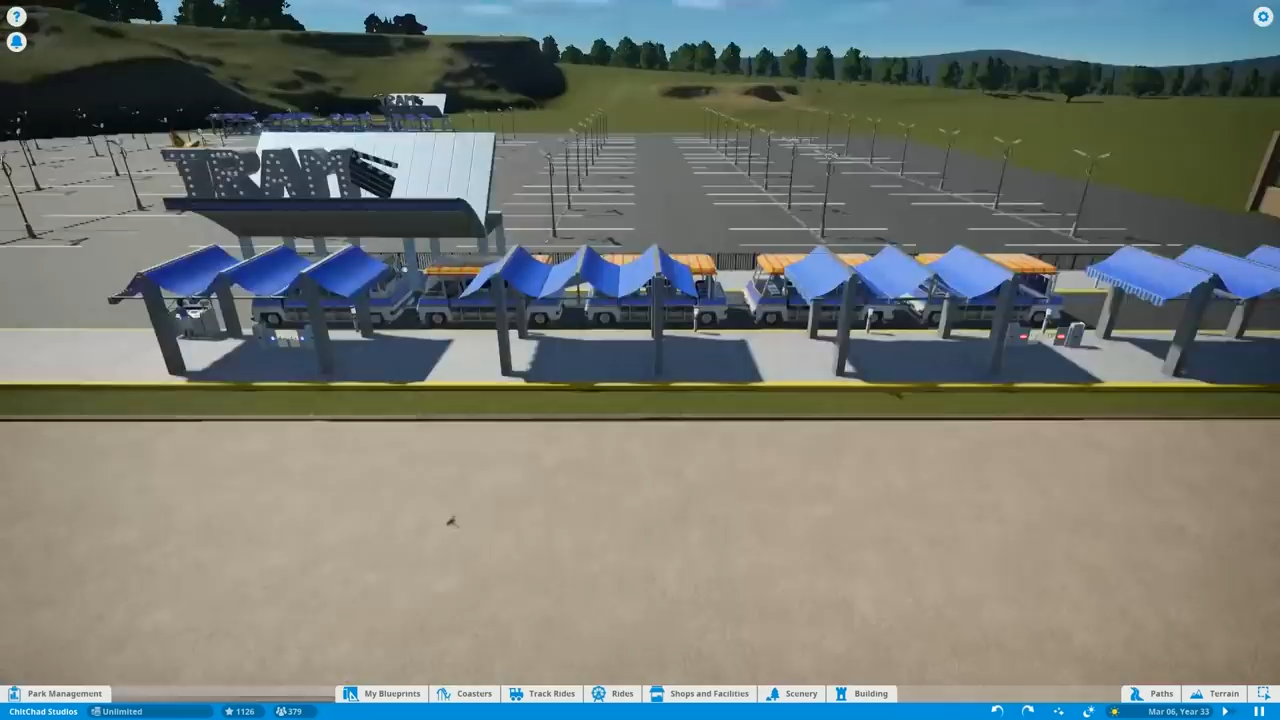 TRAM
Park Management
My Blueprints
Coasters
Track Rides
Rides
Shops and Facilities
Scenery
Building
Paths
Terrain
ChitChad Studios
Unlimited
1126
379
Mar 06, Year 33